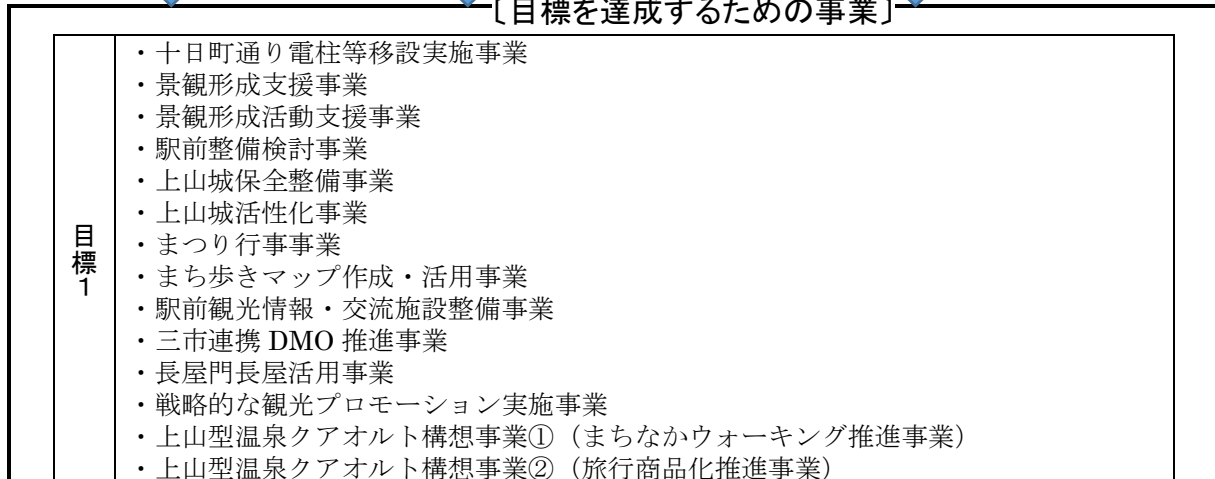 〔目標を達成するための事業〕
目標1
・十日町通り電柱等移設実施事業
・景観形成支援事業
・景観形成活動支援事業
・駅前整備検討事業
・上山城保全整備事業
・上山城活性化事業
・まつり行事事業
・まち歩きマップ作成・活用事業
・駅前観光情報・交流施設整備事業
・三市連携 DMO 推進事業
・長屋門長屋活用事業
・戦略的な観光プロモーション実施事業
・上山型温泉クアオルト構想事業①（まちなかウォーキング推進事業）
・上山型温泉クアオルト構想事業②（旅行商品化推進事業）